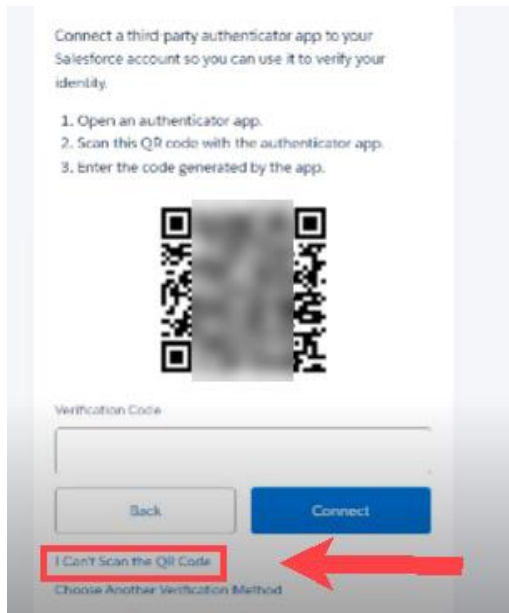 Connect a third-party authenticator app to your
Salesforce account so you can use it to verify your
identity.
1. Open an authenticator app.
2. Scan this QR code with the authenticator app.
3. Enter the code generated by the app.
Verification Code
Back
Connect
I Can't Scan the QR Code
Choose Another Verification Method